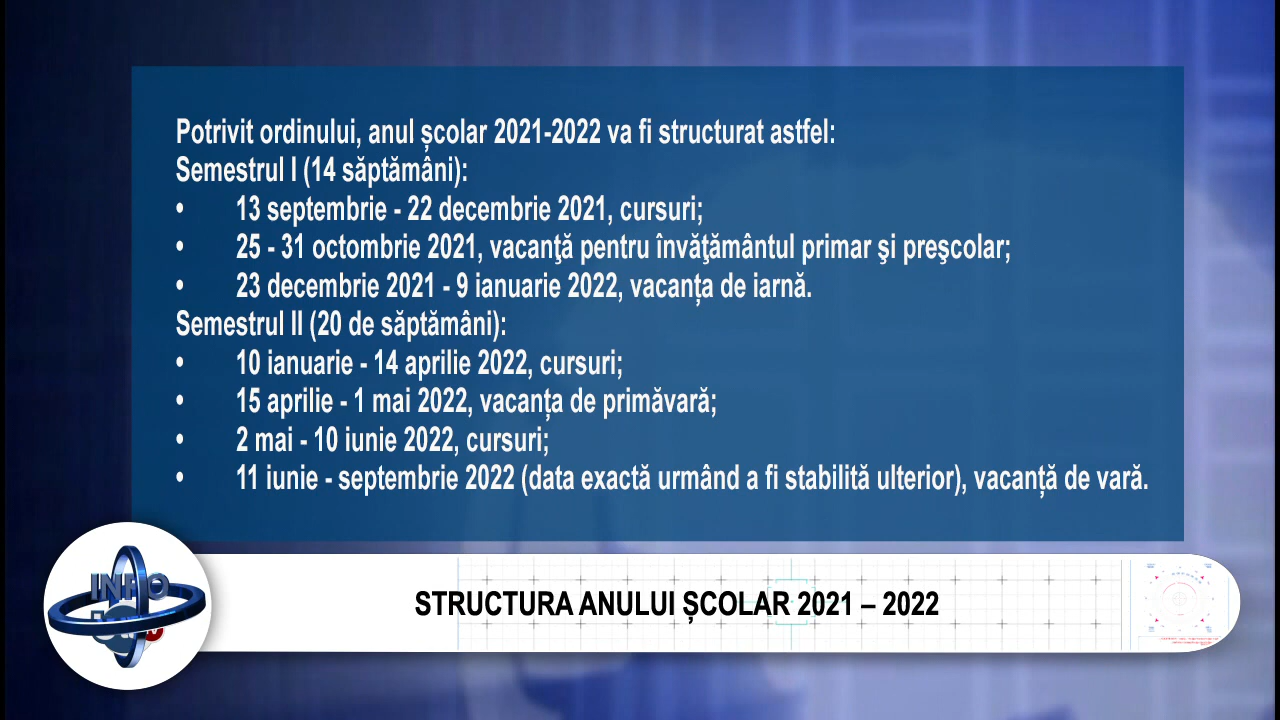 Potrivit ordinului, anul școlar 2021-2022 va fi structurat astfel:
Semestrul I (14 săptămâni):
• 13 septembrie - 22 decembrie 2021, cursuri;
• 25 - 31 octombrie 2021, vacanţă pentru învăţământul primar şi preşcolar;
• 23 decembrie 2021 - 9 ianuarie 2022, vacanța de iarnă.
Semestrul II (20 de săptămâni):
• 10 ianuarie - 14 aprilie 2022, cursuri;
• 15 aprilie - 1 mai 2022, vacanța de primăvară;
• 2 mai - 10 iunie 2022, cursuri;
• 11 iunie - septembrie 2022 (data exactă urmând a fi stabilită ulterior), vacanță de vară.
INFO
STRUCTURA ANULUI ȘCOLAR 2021 – 2022